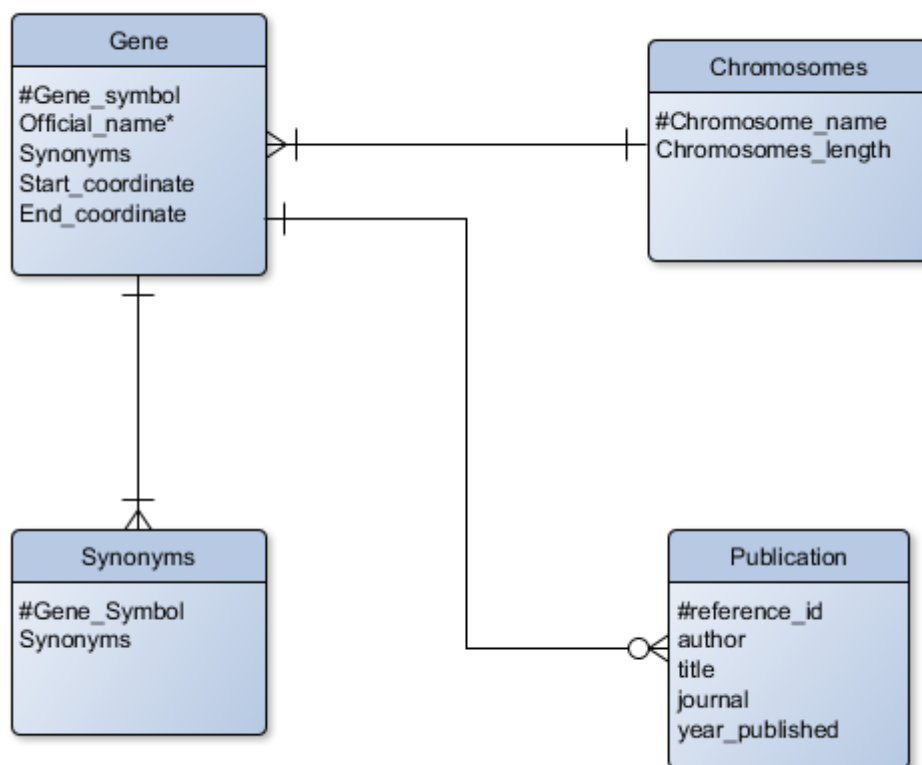 Gene
#Gene_symbol
Official_name*
Synonyms
Start_coordinate
End_coordinate
Chromosomes
#Chromosome_name
Chromosomes_length
Synonyms
#Gene_Symbol
Synonyms
Publication
#reference_id
author
title
journal
year_published